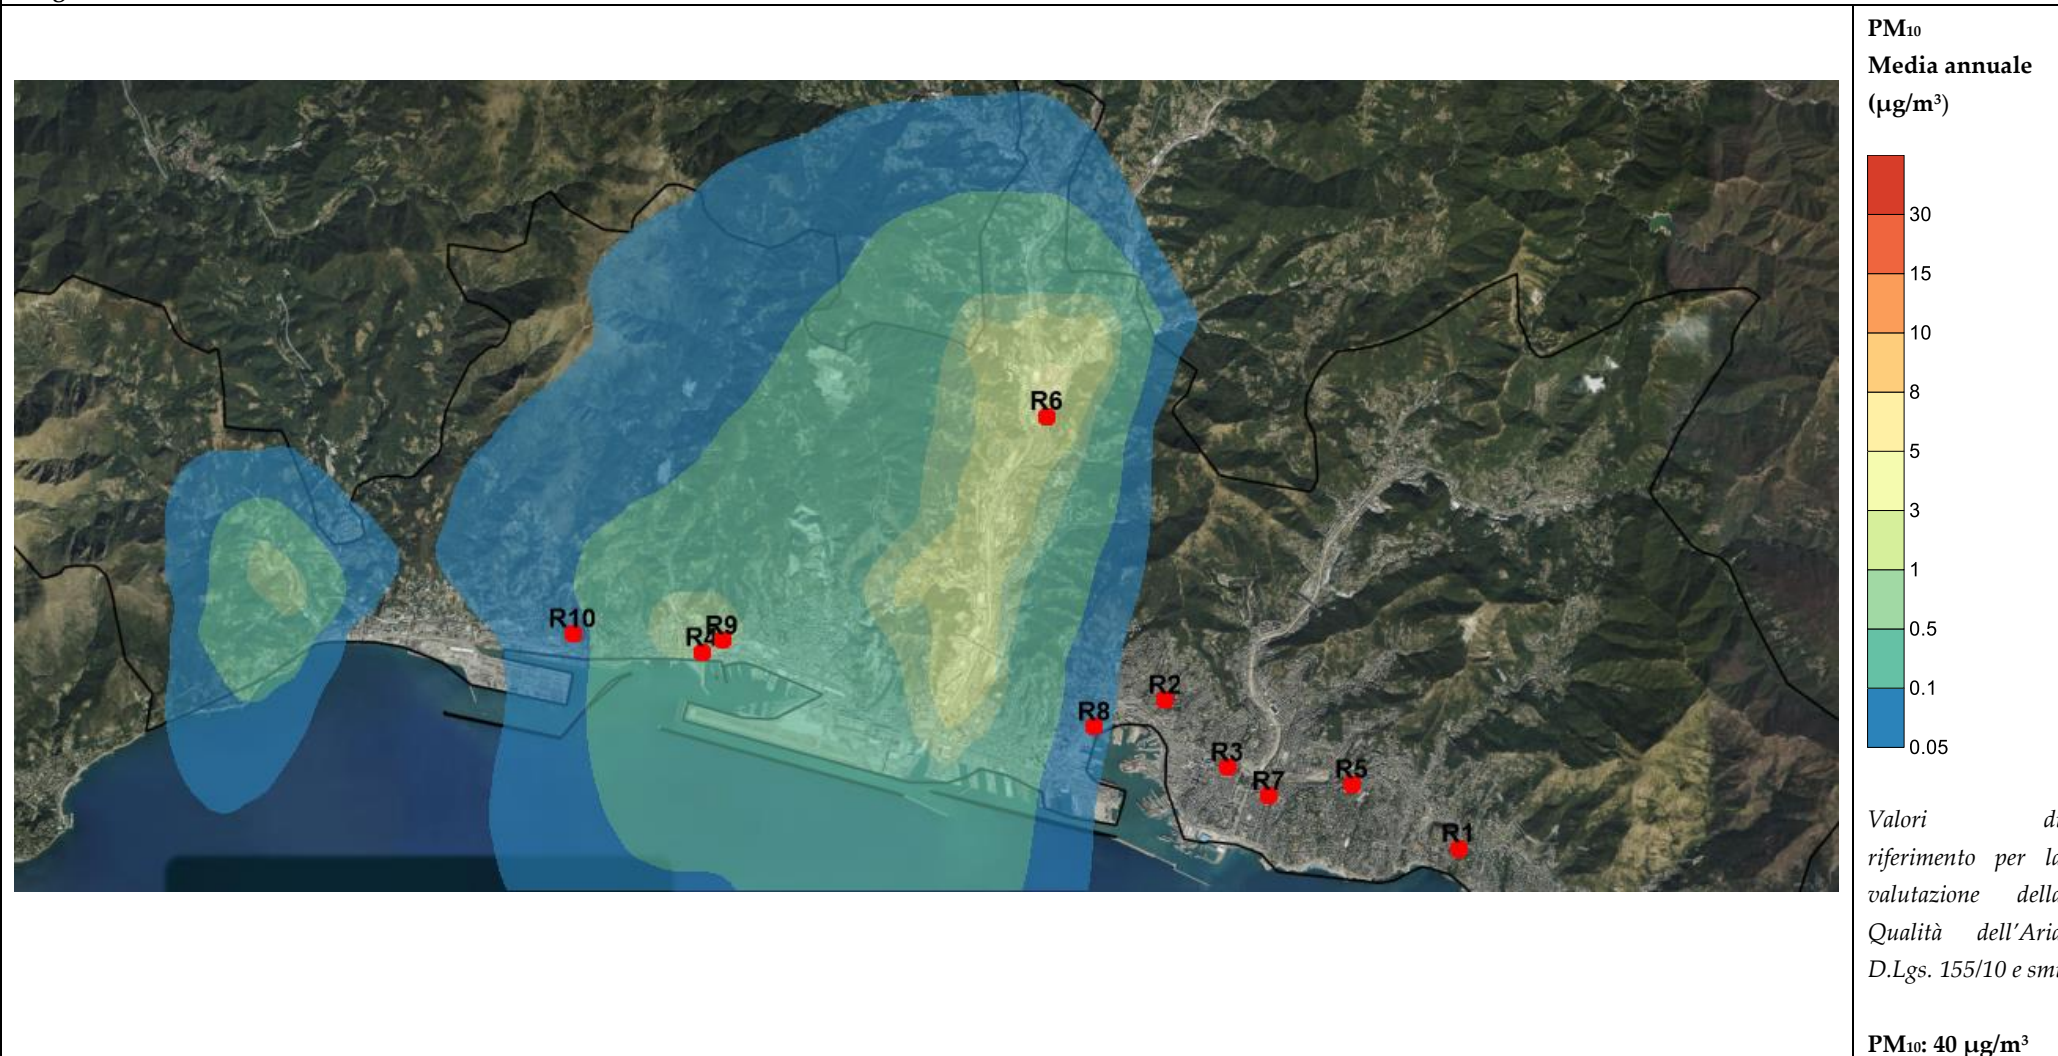 PM₁₀
Media annuale
(µg/m³)
30
15
10
8
5
3
1
0.5
0.1
0.05
R6
R10
R9
R4
R2
R8
R3
R7
R5
R1
Valori di
riferimento per la
valutazione della
Qualità dell'Aria
D.Lgs. 155/10 e smi
PM₁₀: 40 µg/m³